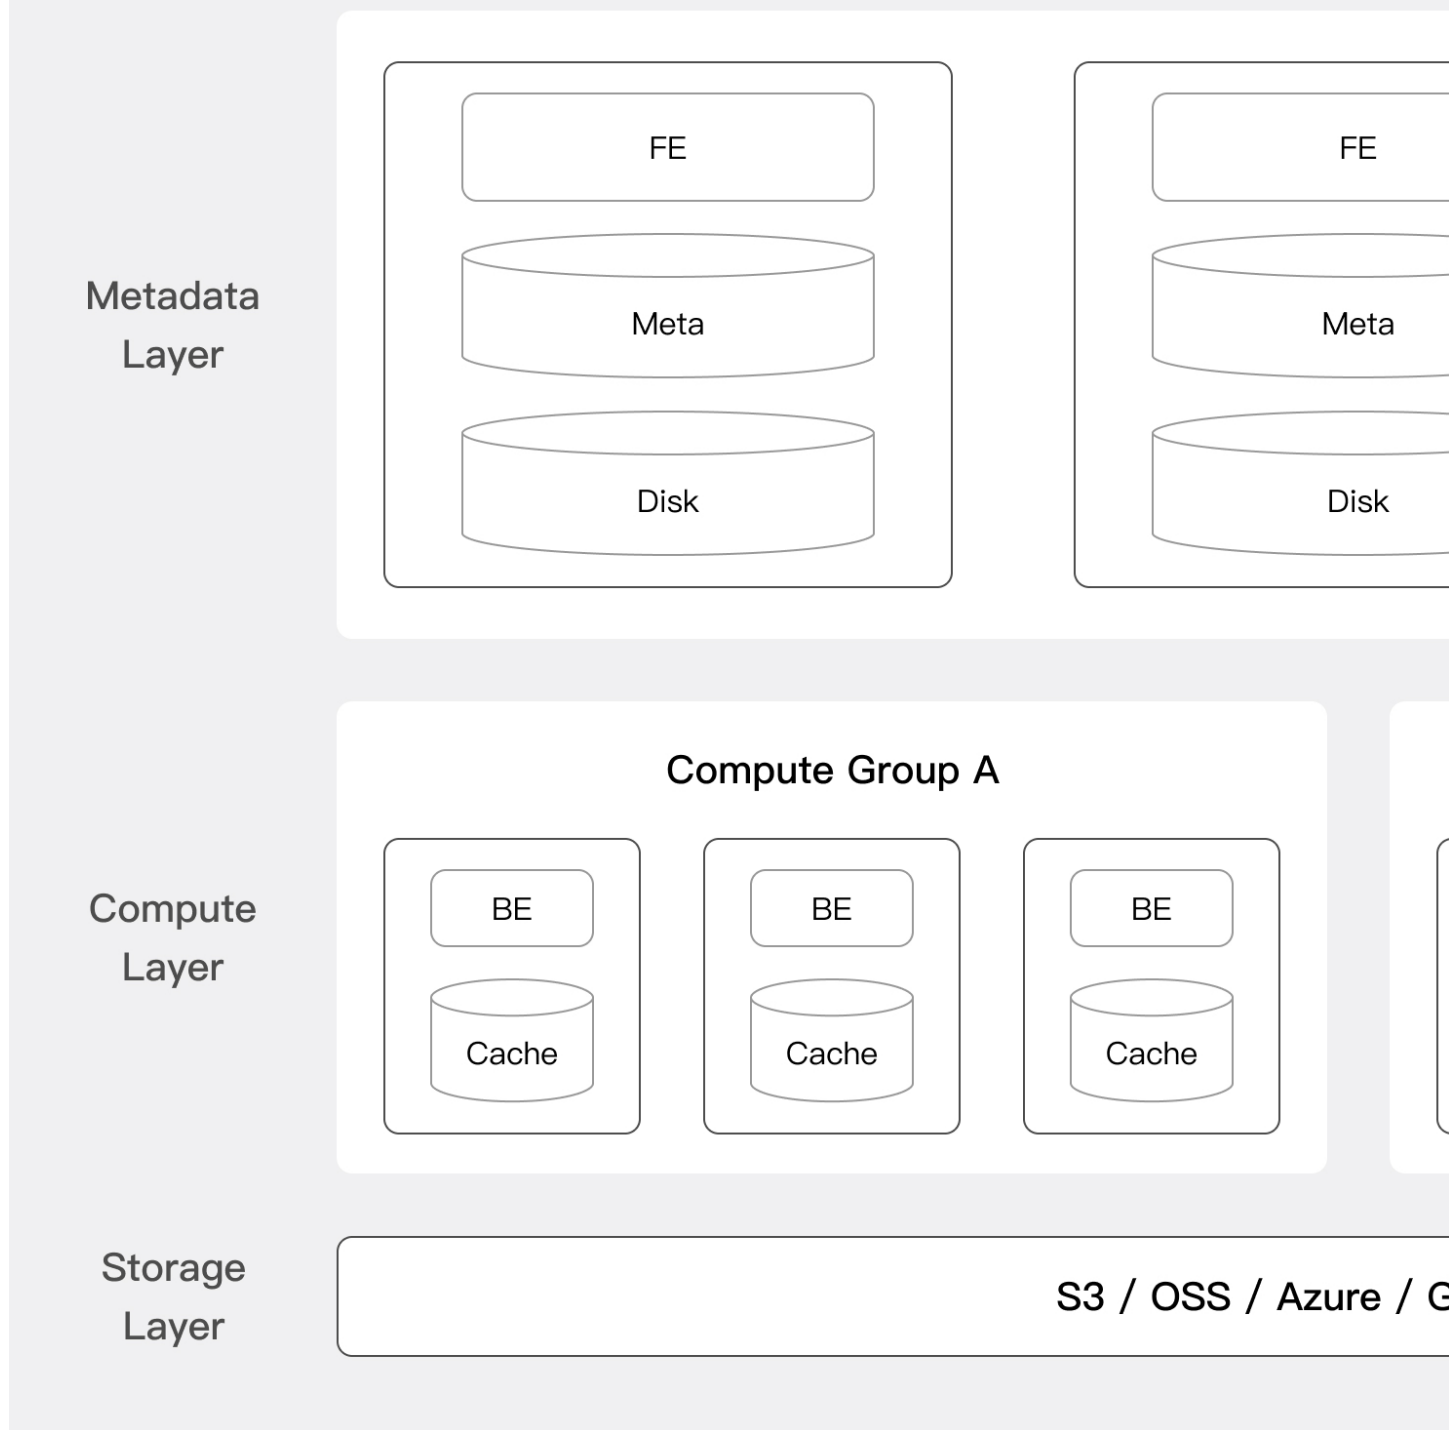 FE
FE
Meta
Meta
Metadata
Layer
Disk
Disk
Compute Group A
Compute
Layer
BE
BE
BE
Cache
Cache
Cache
Storage
Layer
S3 / OSS / Azure / G